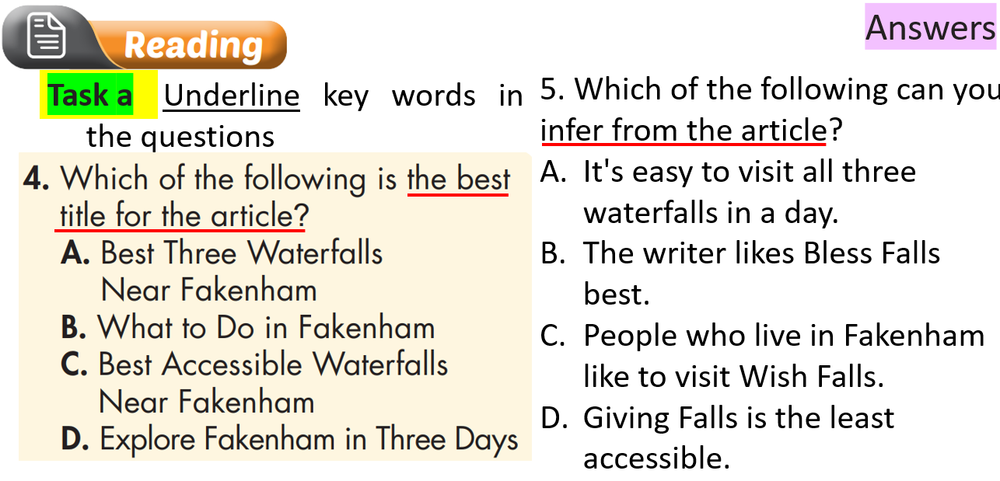 Reading
Answers
Task a Underline key words in
the questions
4. Which of the following is the best
title for the article?
A. Best Three Waterfalls
Near Fakenham
B. What to Do in Fakenham
C. Best Accessible Waterfalls
Near Fakenham
D. Explore Fakenham in Three Days
5. Which of the following can you
infer from the article?
A. It's easy to visit all three
waterfalls in a day.
B. The writer likes Bless Falls
best.
C. People who live in Fakenham
like to visit Wish Falls.
D. Giving Falls is the least
accessible.